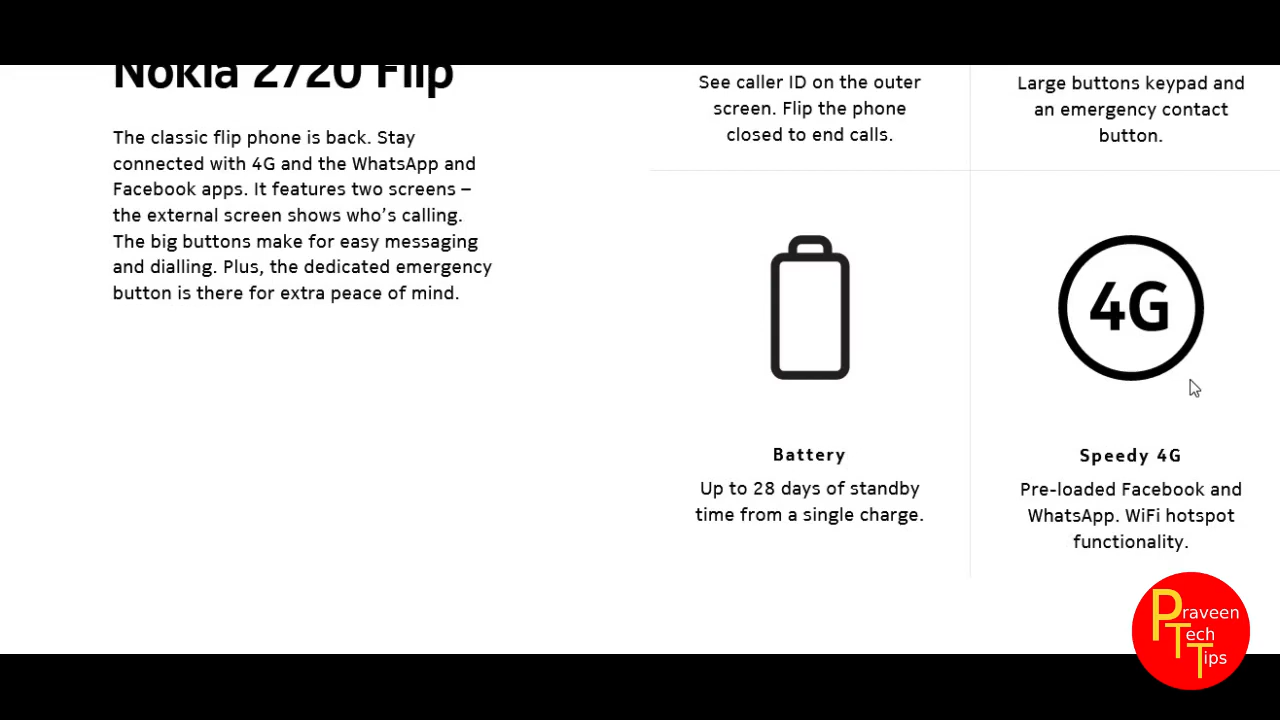 Nokia 2720 Flip
The classic flip phone is back. Stay
connected with 4G and the WhatsApp and
Facebook apps. It features two screens –
the external screen shows who’s calling.
The big buttons make for easy messaging
and dialling. Plus, the dedicated emergency
button is there for extra peace of mind.
See caller ID on the outer
screen. Flip the phone
closed to end calls.
Large buttons keypad and
an emergency contact
button.
Battery
Up to 28 days of standby
time from a single charge.
4G
Speedy 4G
Pre-loaded Facebook and
WhatsApp. WiFi hotspot
functionality.
Praveen
Tech
Tips